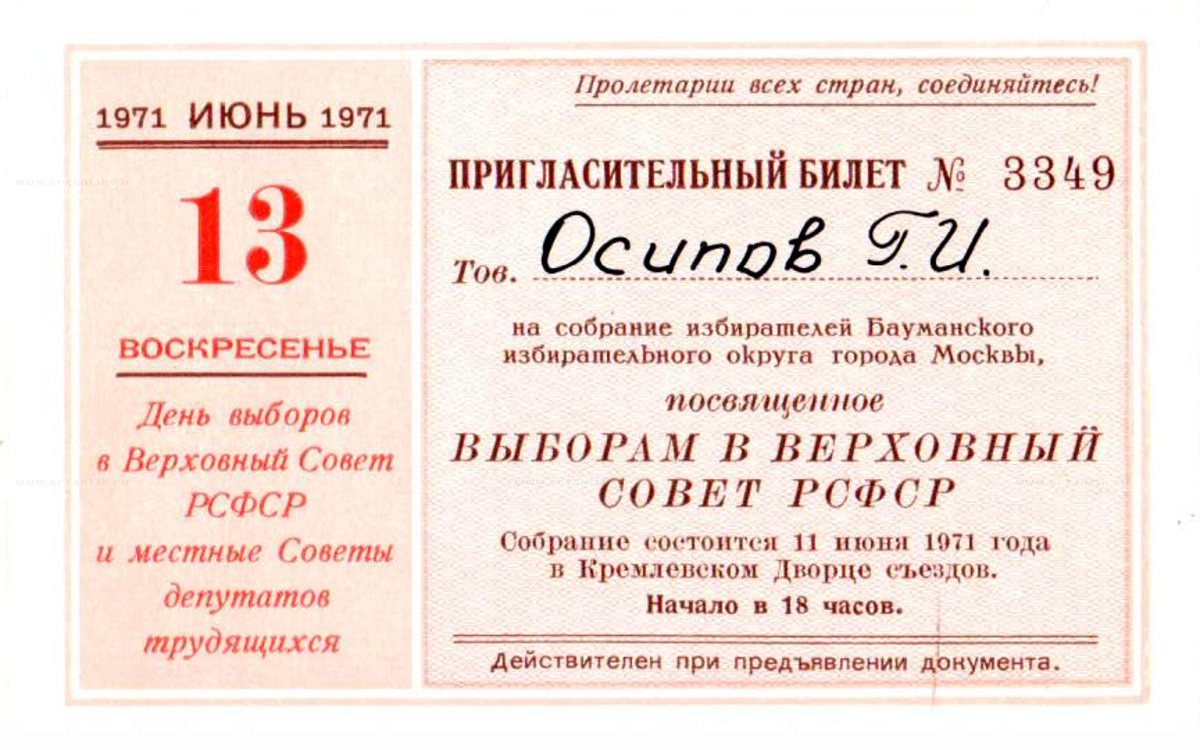 1971 ИЮНЬ 1971
13
ВОСКРЕСЕНЬЕ
День выборов
в Верховный Совет
РСФСР
и местные Советы
депутатов
трудящихся
Пролетарии всех стран, соединяйтесь!
ПРИГЛАСИТЕЛЬНЫЙ БИЛЕТ № 3349
Тов. Осипов Г. И.
на собрание избирателей Бауманского
избирательного округа города Москвы,
посвященное
ВЫБОРАМ В ВЕРХОВНЫЙ
СОВЕТ РСФСР
Собрание состоится 11 июня 1971 года
в Кремлевском Дворце съездов.
Начало в 18 часов.
Действителен при предъявлении документа.